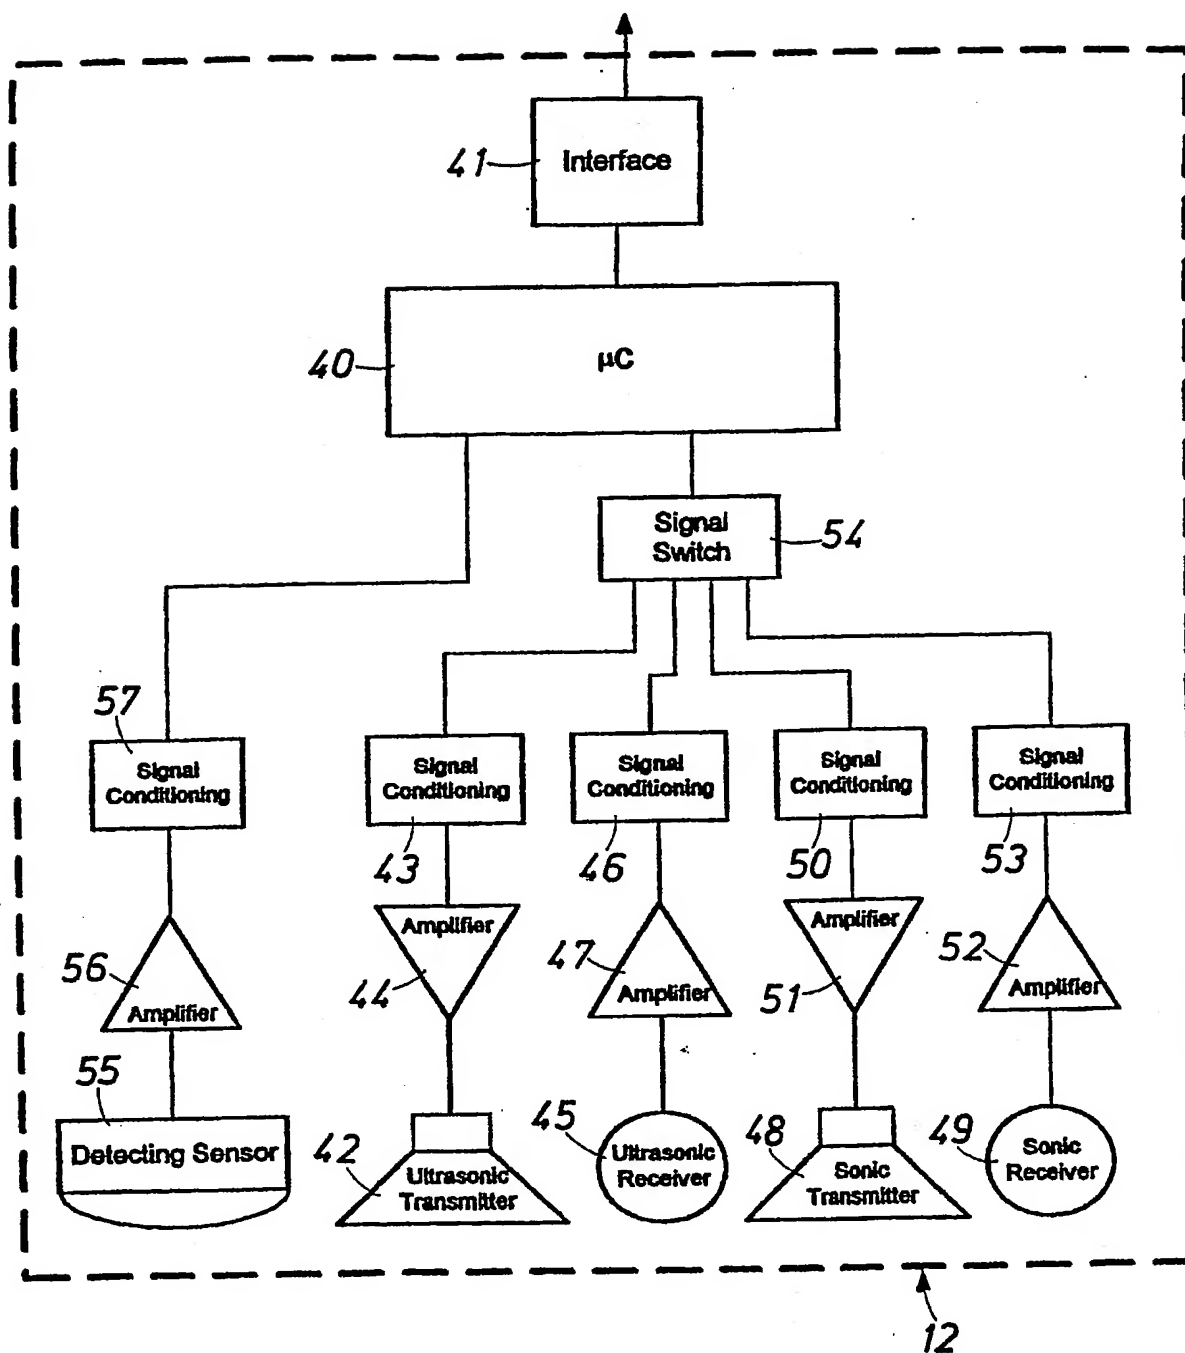 41
Interface
40
µC
Signal
Switch
54
57
Signal
Conditioning
Signal
Conditioning
43
Signal
Conditioning
46
Signal
Conditioning
50
Signal
Conditioning
53
56
Amplifier
Amplifier
44
47
Amplifier
Amplifier
51
52
Amplifier
55
Detecting Sensor
42
Ultrasonic
Transmitter
45
Ultrasonic
Receiver
48
Sonic
Transmitter
49
Sonic
Receiver
12